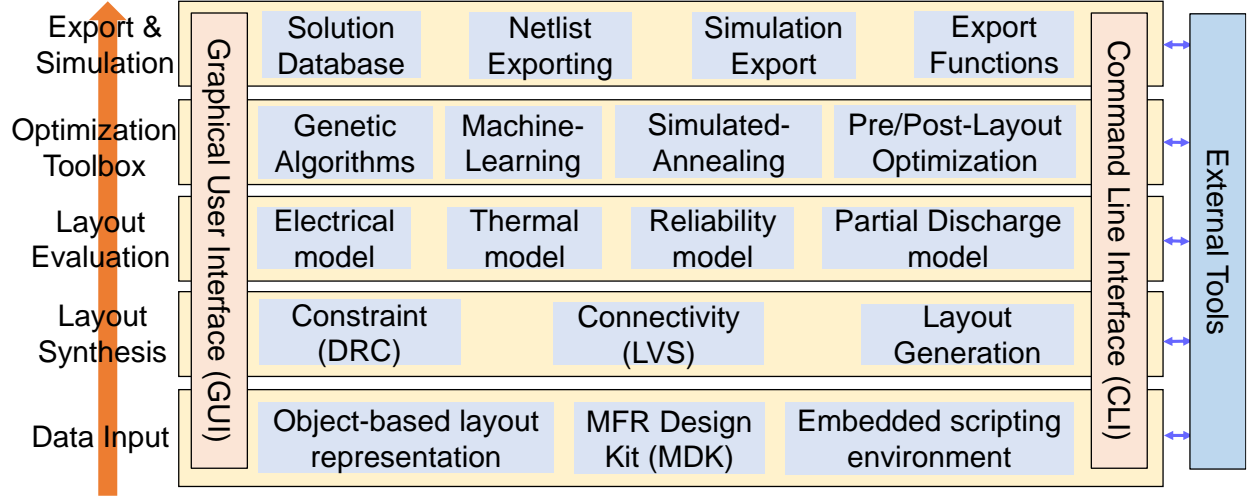 Export &
Simulation
Solution
Database
Netlist
Exporting
Simulation
Export
Export
Functions
Optimization
Toolbox
Genetic
Algorithms
Machine-
Learning
Simulated-
Annealing
Pre/Post-Layout
Optimization
Layout
Evaluation
Electrical
model
Thermal
model
Reliability
model
Partial Discharge
model
Layout
Synthesis
Constraint
(DRC)
Connectivity
(LVS)
Layout
Generation
Data Input
Object-based layout
representation
MFR Design
Kit (MDK)
Embedded scripting
environment
Graphical User Interface (GUI)
Command Line Interface (CLI)
External Tools